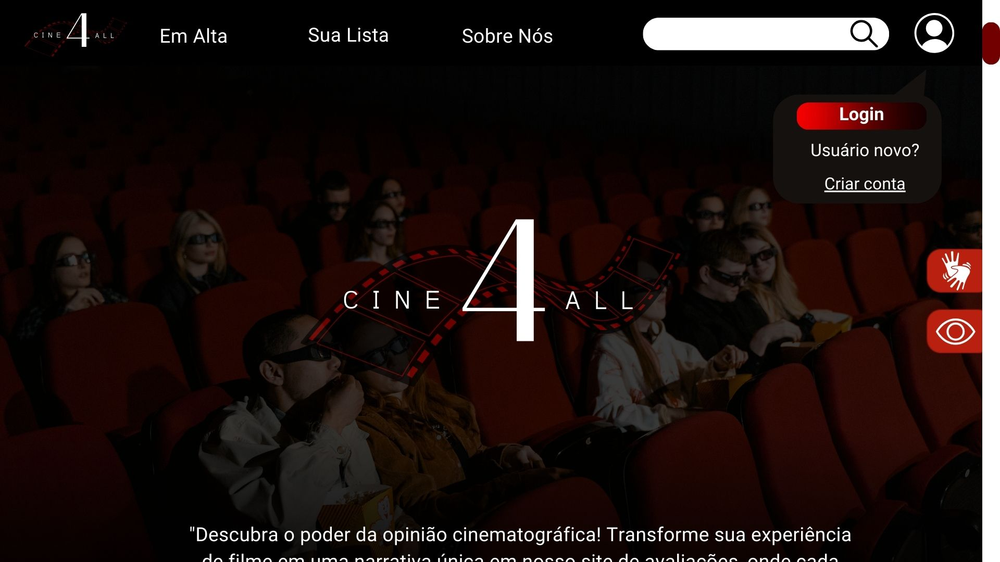 CINE 4 ALL
Em Alta
Sua Lista
Sobre Nós
Login
Usuário novo?
Criar conta
CINE 4 ALL
"Descubra o poder da opinião cinematográfica! Transforme sua experiência
de filme em uma narrativa única em nosso site de avaliações, onde cada